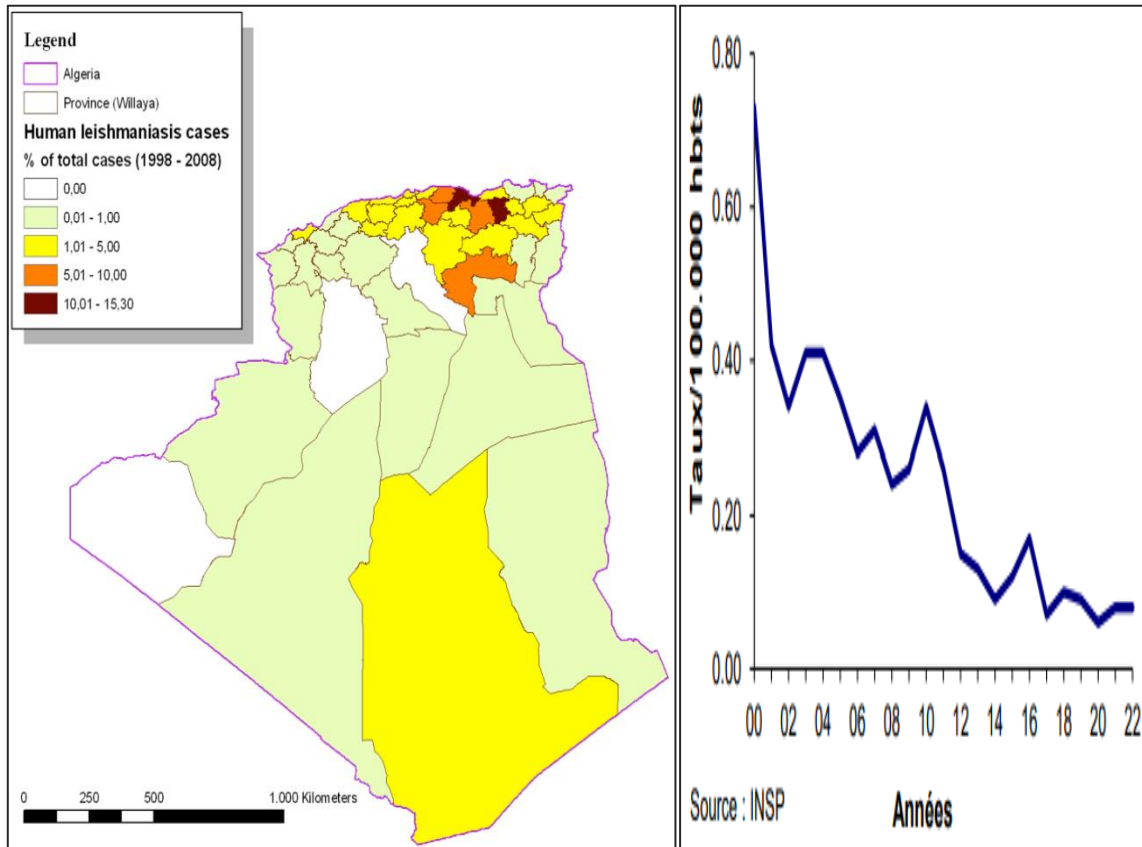 Legend
Algeria
Province (Willaya)
Human leishmaniasis cases
% of total cases (1998 - 2008)
0,00
0,01 - 1,00
1,01 - 5,00
5,01 - 10,00
10,01 - 15,30
0 250 500 1.000 Kilometers
Taux/100.000 hbts
0.80
0.60
0.40
0.20
0.00
00 02 04 06 08 10 12 14 16 18 20 22
Source : INSP Années